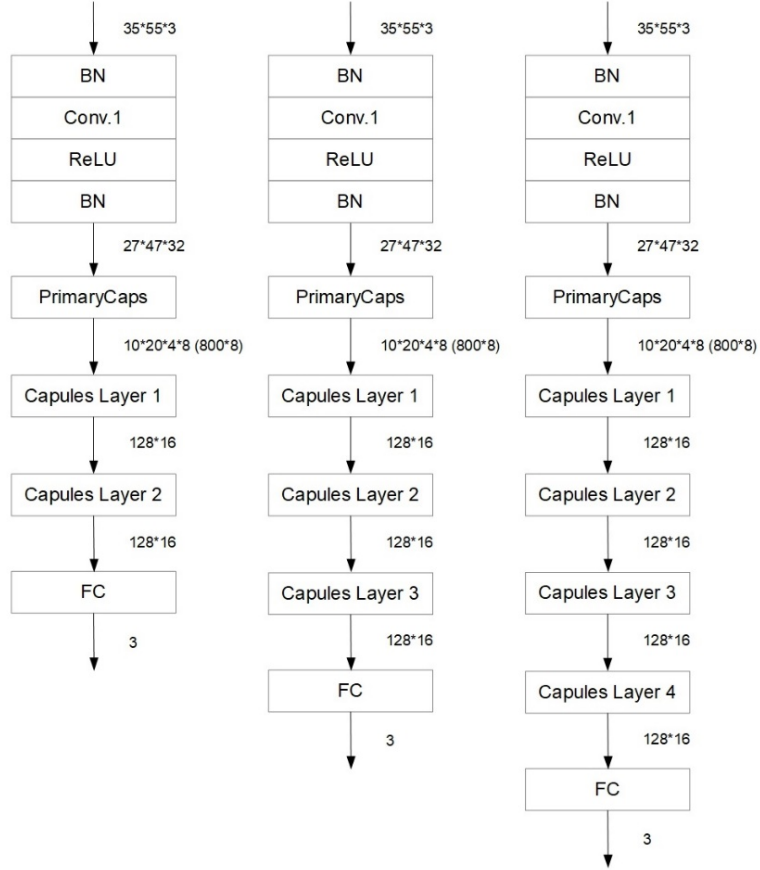 35*55*3
BN
Conv.1
ReLU
BN
27*47*32
PrimaryCaps
10*20*4*8 (800*8)
Capules Layer 1
128*16
Capules Layer 2
128*16
FC
3
35*55*3
BN
Conv.1
ReLU
BN
27*47*32
PrimaryCaps
10*20*4*8 (800*8)
Capules Layer 1
128*16
Capules Layer 2
128*16
Capules Layer 3
128*16
FC
3
35*55*3
BN
Conv.1
ReLU
BN
27*47*32
PrimaryCaps
10*20*4*8 (800*8)
Capules Layer 1
128*16
Capules Layer 2
128*16
Capules Layer 3
128*16
Capules Layer 4
128*16
FC
3